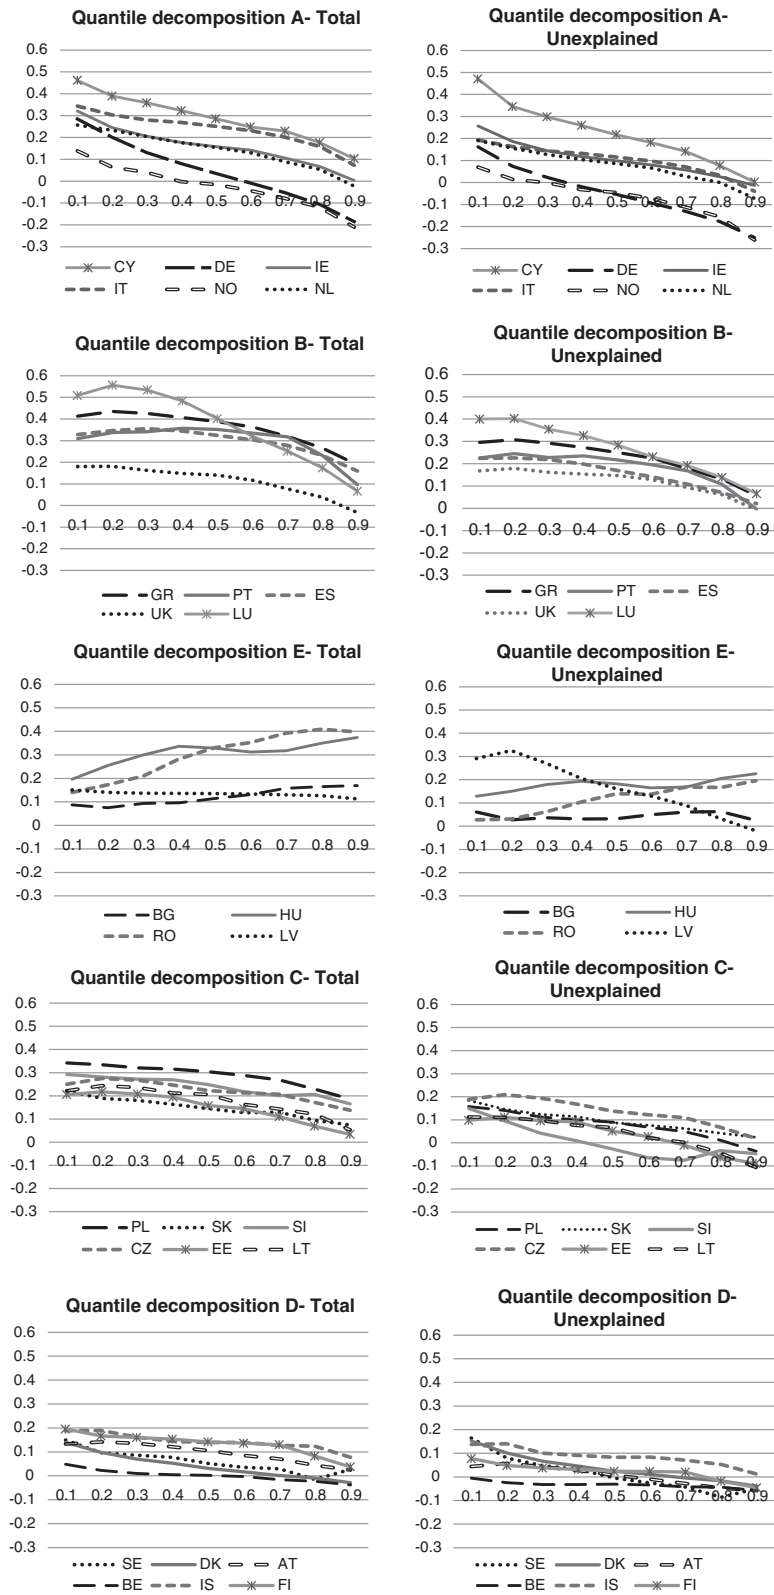 Quantile decomposition A- Total
0.6
0.5
0.4
0.3
0.2
0.1
0
-0.1
-0.2
-0.3
0.1 0.2 0.3 0.4 0.5 0.6 0.7 0.8 0.9
CY DE IE
IT NO NL
Quantile decomposition A-
Unexplained
0.6
0.5
0.4
0.3
0.2
0.1
0
-0.1
-0.2
-0.3
0.1 0.2 0.3 0.4 0.5 0.6 0.7 0.8 0.9
CY DE IE
IT NO NL
Quantile decomposition B- Total
0.6
0.5
0.4
0.3
0.2
0.1
0
-0.1
-0.2
-0.3
0.1 0.2 0.3 0.4 0.5 0.6 0.7 0.8 0.9
GR PT ES
UK LU
Quantile decomposition B-
Unexplained
0.6
0.5
0.4
0.3
0.2
0.1
0
-0.1
-0.2
-0.3
0.1 0.2 0.3 0.4 0.5 0.6 0.7 0.8 0.9
GR PT ES
UK LU
Quantile decomposition E- Total
0.6
0.5
0.4
0.3
0.2
0.1
0
-0.1
-0.2
-0.3
0.1 0.2 0.3 0.4 0.5 0.6 0.7 0.8 0.9
BG HU
RO LV
Quantile decomposition E-
Unexplained
0.6
0.5
0.4
0.3
0.2
0.1
0
-0.1
-0.2
-0.3
0.1 0.2 0.3 0.4 0.5 0.6 0.7 0.8 0.9
BG HU
RO LV
Quantile decomposition C- Total
0.6
0.5
0.4
0.3
0.2
0.1
0
-0.1
-0.2
-0.3
0.1 0.2 0.3 0.4 0.5 0.6 0.7 0.8 0.9
PL SK SI
CZ EE LT
Quantile decomposition C-
Unexplained
0.6
0.5
0.4
0.3
0.2
0.1
0
-0.1
-0.2
-0.3
0.1 0.2 0.3 0.4 0.5 0.6 0.7 0.8 0.9
PL SK SI
CZ EE LT
Quantile decomposition D- Total
0.6
0.5
0.4
0.3
0.2
0.1
0
-0.1
-0.2
-0.3
0.1 0.2 0.3 0.4 0.5 0.6 0.7 0.8 0.9
SE DK AT
BE IS FI
Quantile decomposition D-
Unexplained
0.6
0.5
0.4
0.3
0.2
0.1
0
-0.1
-0.2
-0.3
0.1 0.2 0.3 0.4 0.5 0.6 0.7 0.8 0.9
SE DK AT
BE IS FI